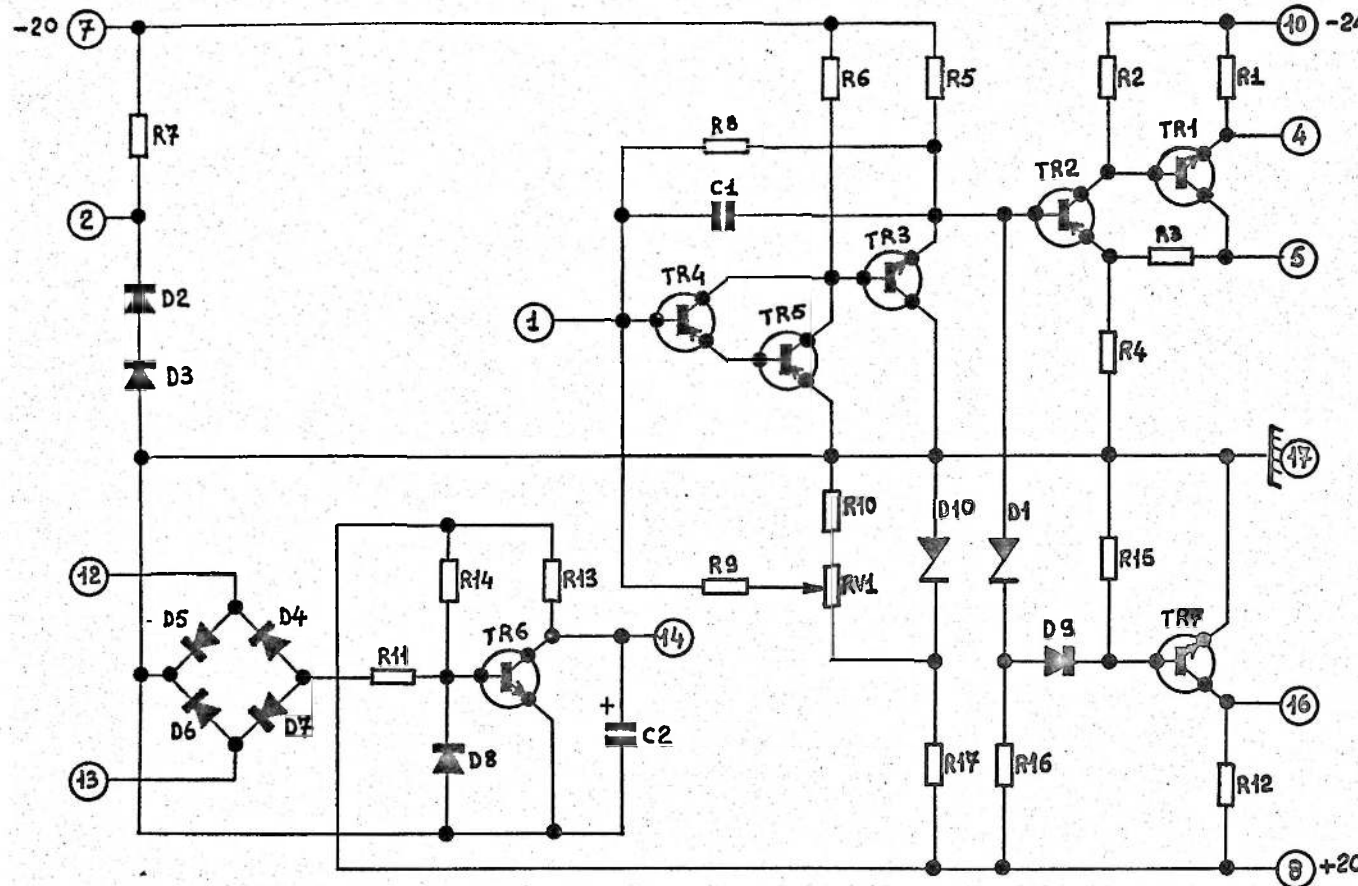 -20 7 10 -24
R6 R5 R2 R1
R7 R8 TR1 4
C1 TR2
2 R3 5
TR4 TR3
D2 TR5
1
D3 R4
17
R10 D10 D1
12 R14 R13 R9 RV1 R15
D5 D4 TR6 14 D9 TR7
R11
D6 D7 + C2 16
13 D8 R17 R16 R12
8 +20